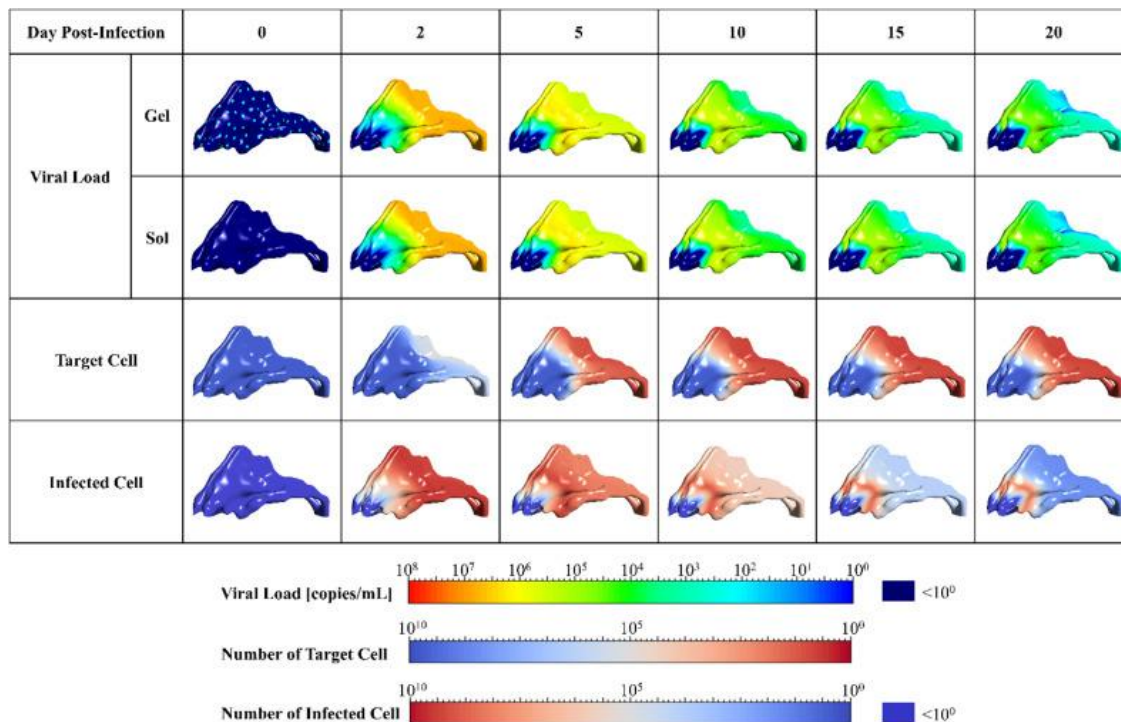 Day Post-Infection 0 2 5 10 15 20
Viral Load
Gel
Sol
Target Cell
Infected Cell
10⁸ 10⁷ 10⁶ 10⁵ 10⁴ 10³ 10² 10¹ 10⁰
Viral Load [copies/mL] <10⁰
10¹⁰ 10⁵ 10⁰
Number of Target Cell
10¹⁰ 10⁵ 10⁰
Number of Infected Cell <10⁰